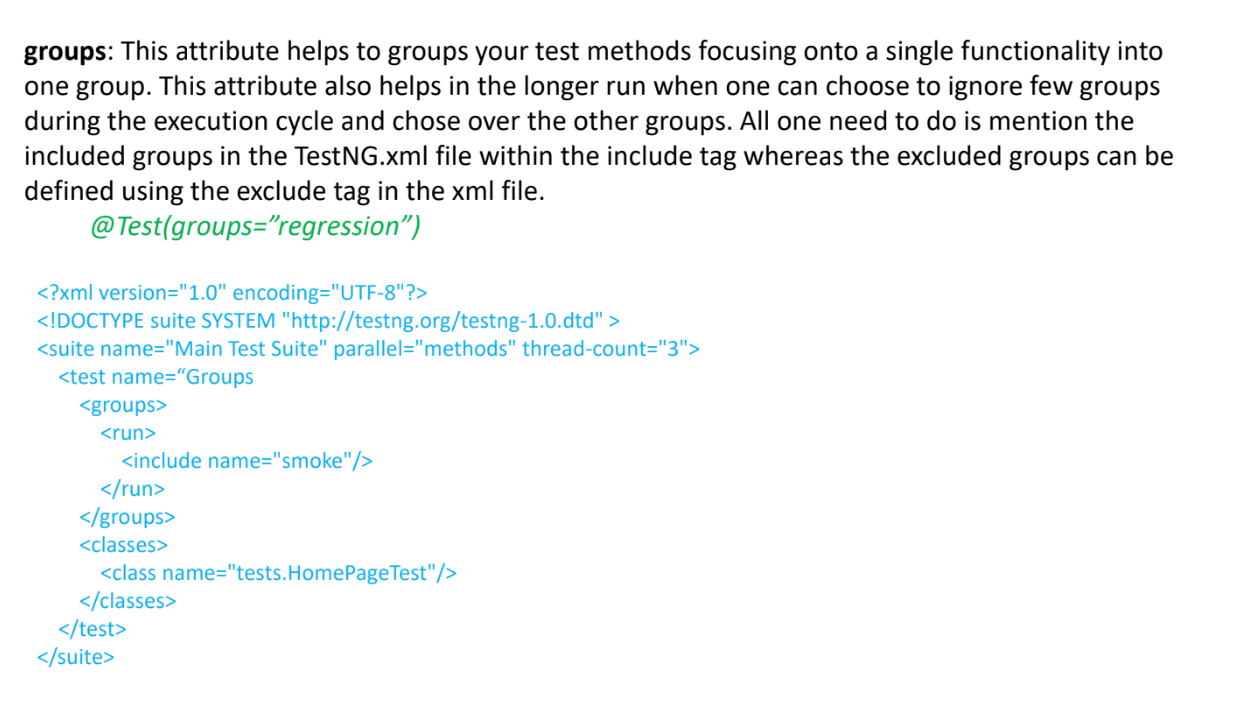 groups: This attribute helps to groups your test methods focusing onto a single functionality into
one group. This attribute also helps in the longer run when one can choose to ignore few groups
during the execution cycle and chose over the other groups. All one need to do is mention the
included groups in the TestNG.xml file within the include tag whereas the excluded groups can be
defined using the exclude tag in the xml file.
@Test(groups=”regression”)
<?xml version="1.0" encoding="UTF-8"?>
<!DOCTYPE suite SYSTEM "http://testng.org/testng-1.0.dtd" >
<suite name="Main Test Suite" parallel="methods" thread-count="3">
<test name=“Groups
<groups>
<run>
<include name="smoke"/>
</run>
</groups>
<classes>
<class name="tests.HomePageTest"/>
</classes>
</test>
</suite>